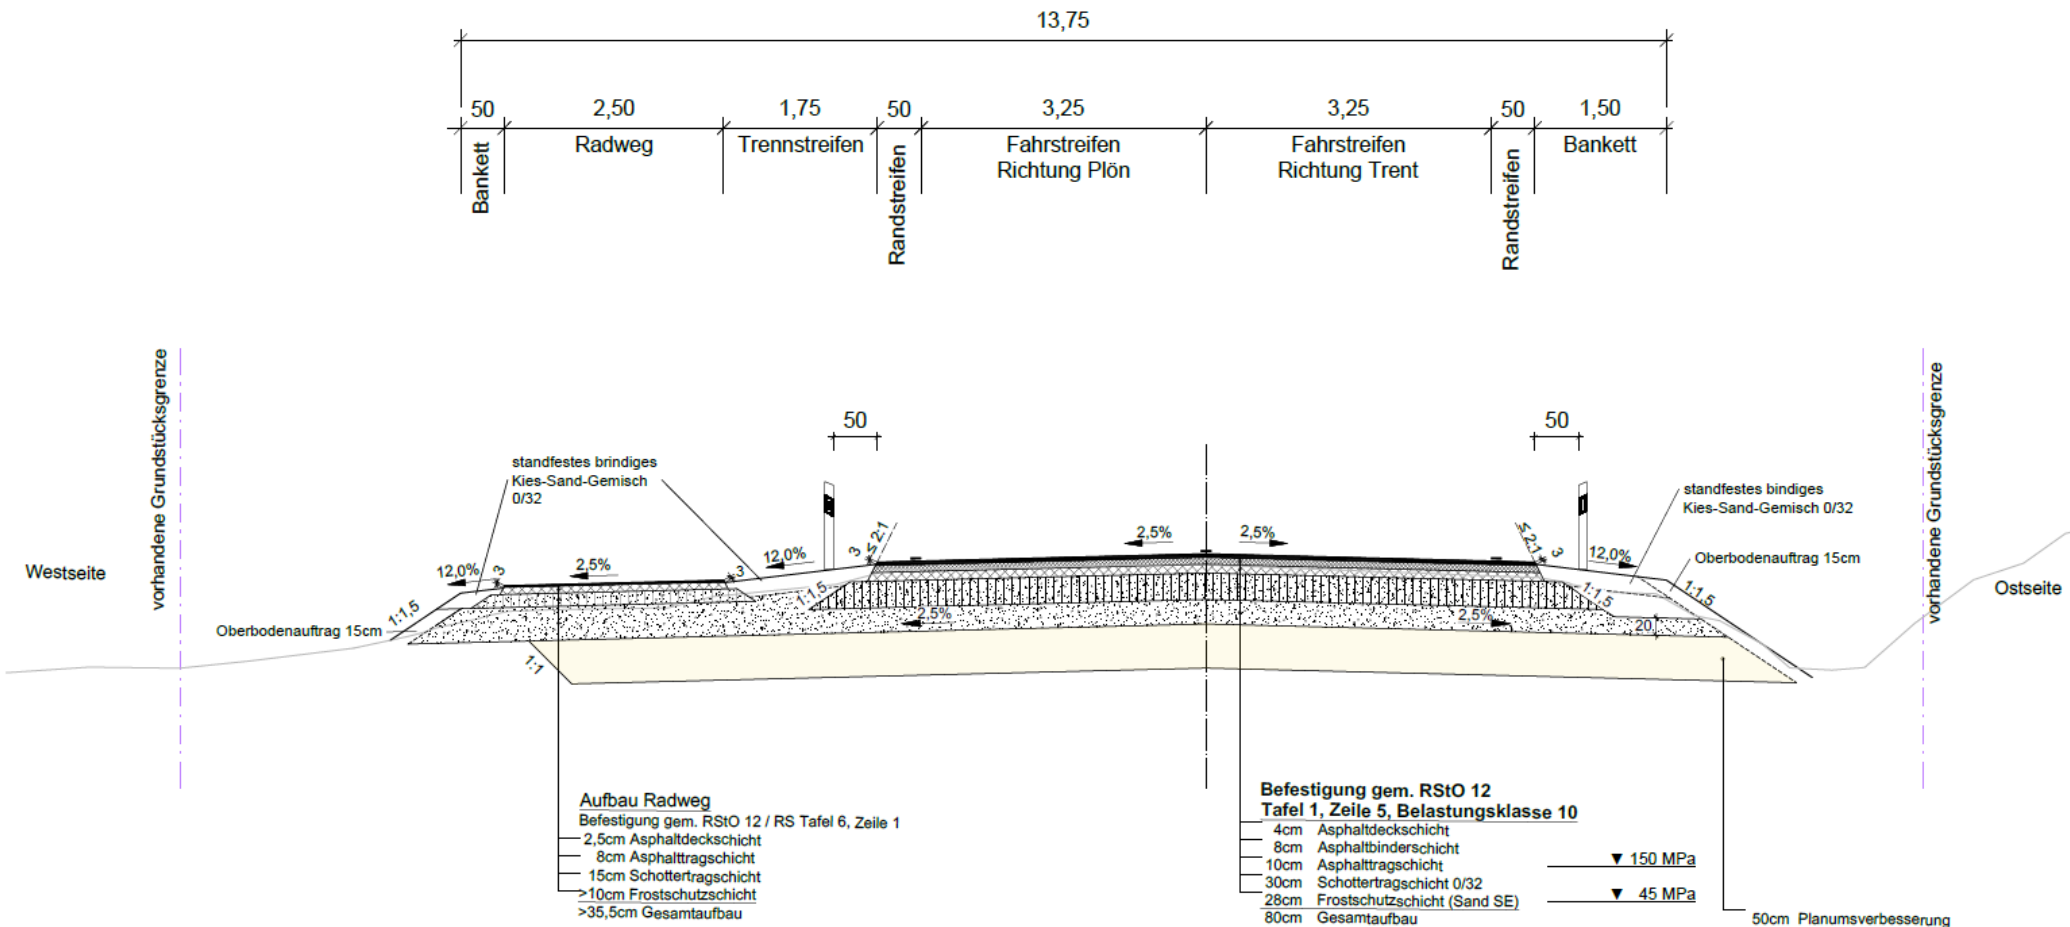 13,75
50
2,50
1,75
50
3,25
3,25
50
1,50
Bankett
Radweg
Trennstreifen
Randstreifen
Fahrstreifen
Richtung Plön
Fahrstreifen
Richtung Trent
Randstreifen
Bankett
vorhandene Grundstücksgrenze
vorhandene Grundstücksgrenze
50
50
standfestes brindiges
Kies-Sand-Gemisch
0/32
standfestes bindiges
Kies-Sand-Gemisch 0/32
Oberbodenauftrag 15cm
Westseite
Ostseite
12,0%
3
2,5%
3
12,0%
3
≤ 2:1
2,5%
2,5%
≤ 2:1
3
12,0%
1:1,5
1:1,5
1:1,5
1:1,5
Oberbodenauftrag 15cm
2,5%
2,5%
20
1:1
Aufbau Radweg
Befestigung gem. RStO 12 / RS Tafel 6, Zeile 1
2,5cm Asphaltdeckschicht
8cm Asphalttragschicht
15cm Schottertragschicht
>10cm Frostschutzschicht
>35,5cm Gesamtaufbau
Befestigung gem. RStO 12
Tafel 1, Zeile 5, Belastungsklasse 10
4cm Asphaltdeckschicht
8cm Asphaltbinderschicht
10cm Asphalttragschicht
▼ 150 MPa
30cm Schottertragschicht 0/32
28cm Frostschutzschicht (Sand SE)
▼ 45 MPa
80cm Gesamtaufbau
50cm Planumsverbesserung